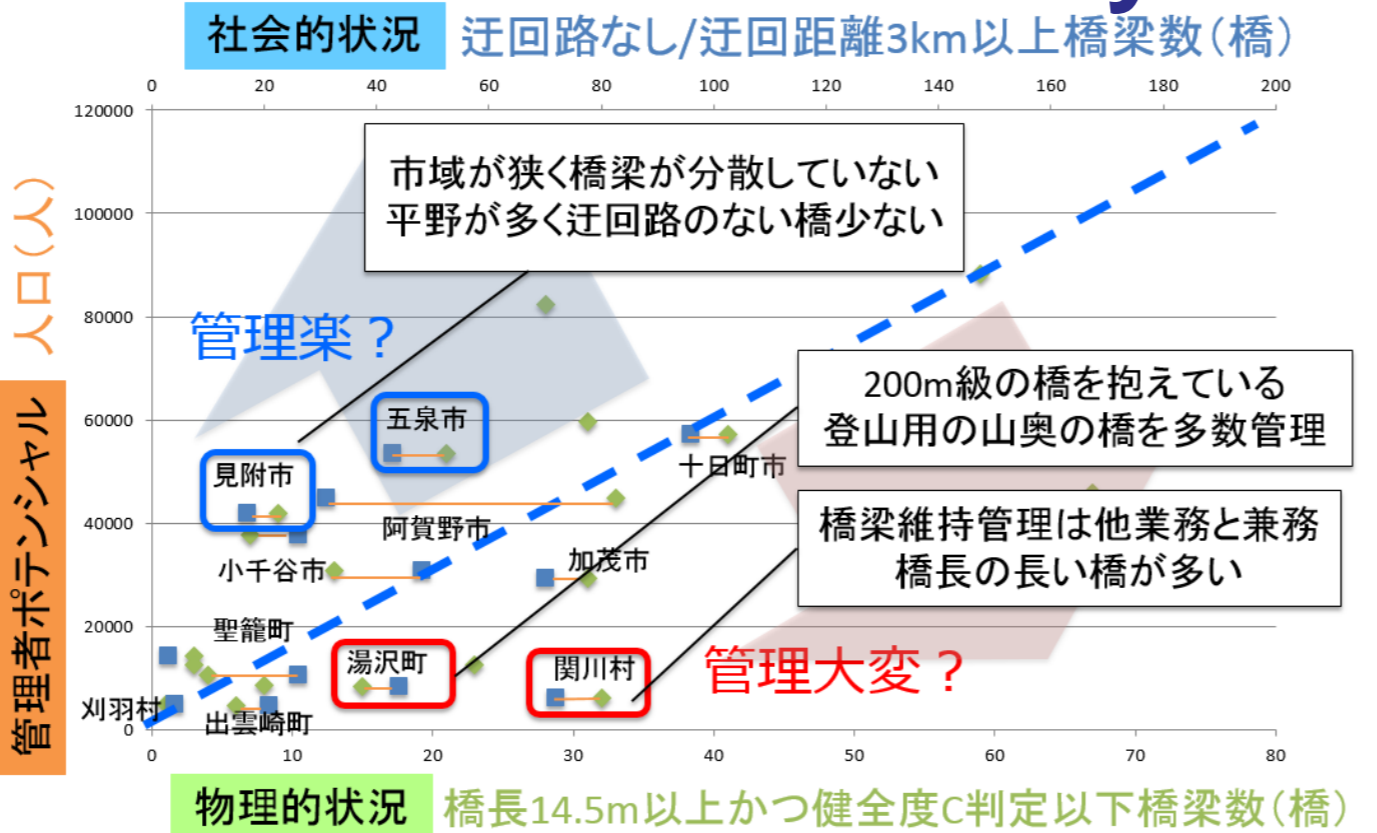 社会的状況 迂回路なし/迂回距離3km以上橋梁数(橋)
0 20 40 60 80 100 120 140 160 180 200
120000
100000
80000
60000
40000
20000
0
人口(人)
管理者ポテンシャル
市域が狭く橋梁が分散していない
平野が多く迂回路のない橋少ない
管理楽?
200m級の橋を抱えている
登山用の山奥の橋を多数管理
五泉市
十日町市
見附市
橋梁維持管理は他業務と兼務
橋長の長い橋が多い
阿賀野市
小千谷市
加茂市
聖籠町
湯沢町
関川村
管理大変?
刈羽村
出雲崎町
0 10 20 30 40 50 60 70 80
物理的状況 橋長14.5m以上かつ健全度C判定以下橋梁数(橋)